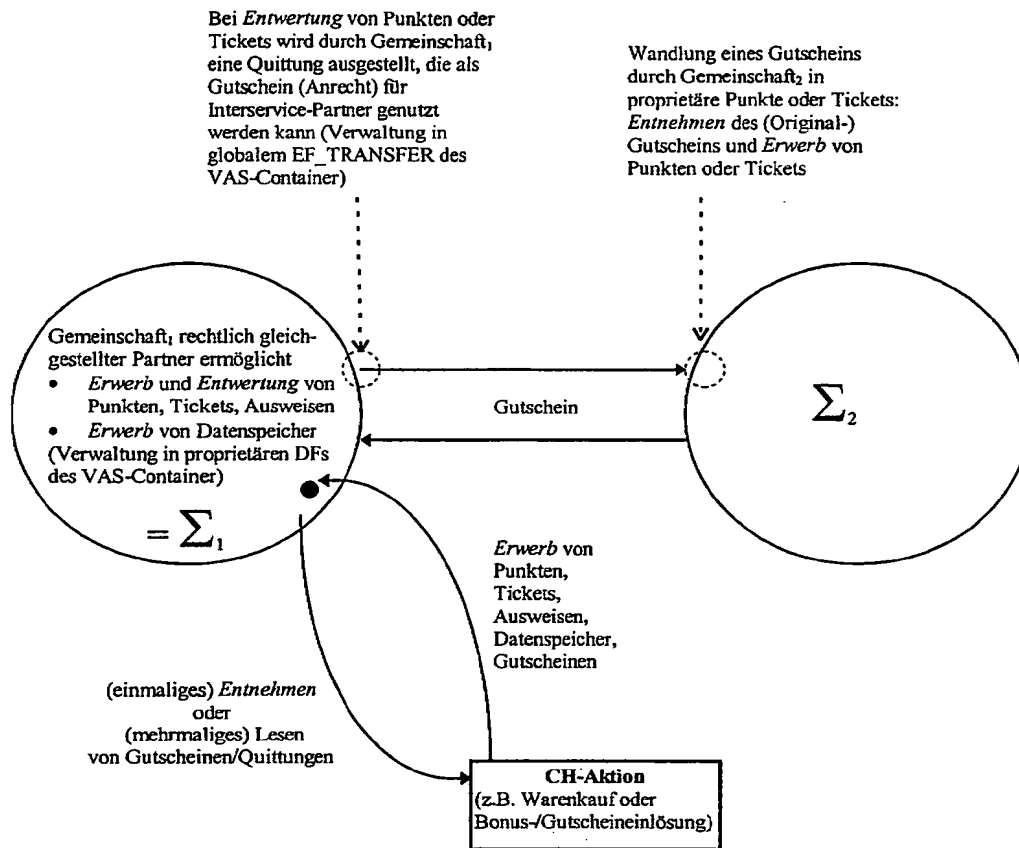 Bei Entwertung von Punkten oder
Tickets wird durch Gemeinschaft₁
eine Quittung ausgestellt, die als
Gutschein (Anrecht) für
Interservice-Partner genutzt
werden kann (Verwaltung in
globalem EF_TRANSFER des
VAS-Container)
Wandlung eines Gutscheins
durch Gemeinschaft₂ in
proprietäre Punkte oder Tickets:
Entnehmen des (Original-)
Gutscheins und Erwerb von
Punkten oder Tickets
Gemeinschaft₁ rechtlich gleich-
gestellter Partner ermöglicht
● Erwerb und Entwertung von
Punkten, Tickets, Ausweisen
● Erwerb von Datenspeicher
(Verwaltung in proprietären DFs
des VAS-Container)
= ∑₁
Gutschein
∑₂
Erwerb von
Punkten,
Tickets,
Ausweisen,
Datenspeicher,
Gutscheinen
(einmaliges) Entnehmen
oder
(mehrmaliges) Lesen
von Gutscheinen/Quittungen
CH-Aktion
(z.B. Warenkauf oder
Bonus-/Gutscheineinlösung)